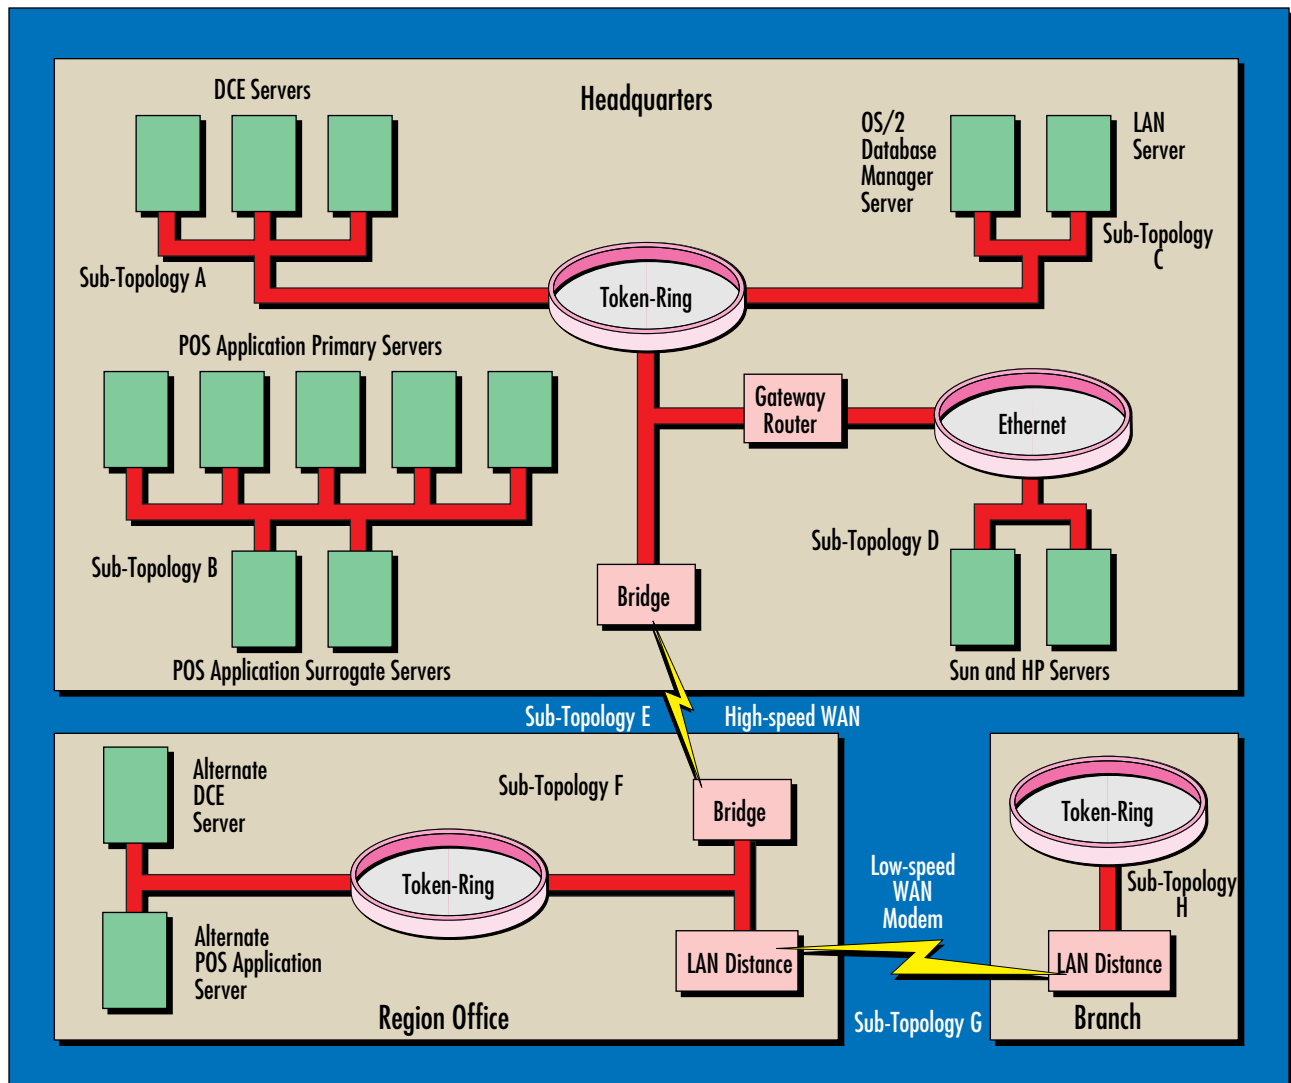 DCE Servers
Headquarters
OS/2
Database
Manager
Server
LAN
Server
Sub-Topology A
Sub-Topology
C
Token-Ring
POS Application Primary Servers
Gateway
Router
Ethernet
Sub-Topology B
Sub-Topology D
Bridge
POS Application Surrogate Servers
Sun and HP Servers
Sub-Topology E
High-speed WAN
Alternate
DCE
Server
Sub-Topology F
Bridge
Token-Ring
Token-Ring
Low-speed
WAN
Modem
Sub-Topology
H
Alternate
POS Application
Server
LAN Distance
LAN Distance
Region Office
Sub-Topology G
Branch